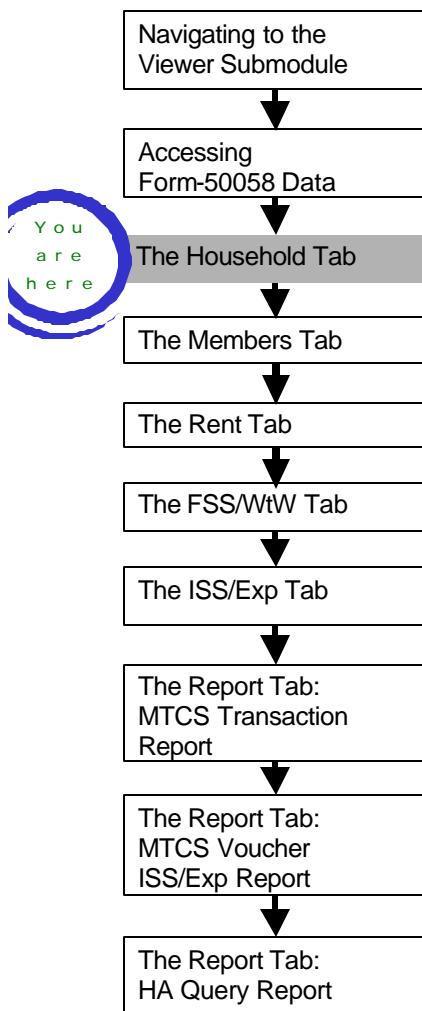 Navigating to the
Viewer Submodule
Accessing
Form-50058 Data
You
are
here
The Household Tab
The Members Tab
The Rent Tab
The FSS/WtW Tab
The ISS/Exp Tab
The Report Tab:
MTCS Transaction
Report
The Report Tab:
MTCS Voucher
ISS/Exp Report
The Report Tab:
HA Query Report